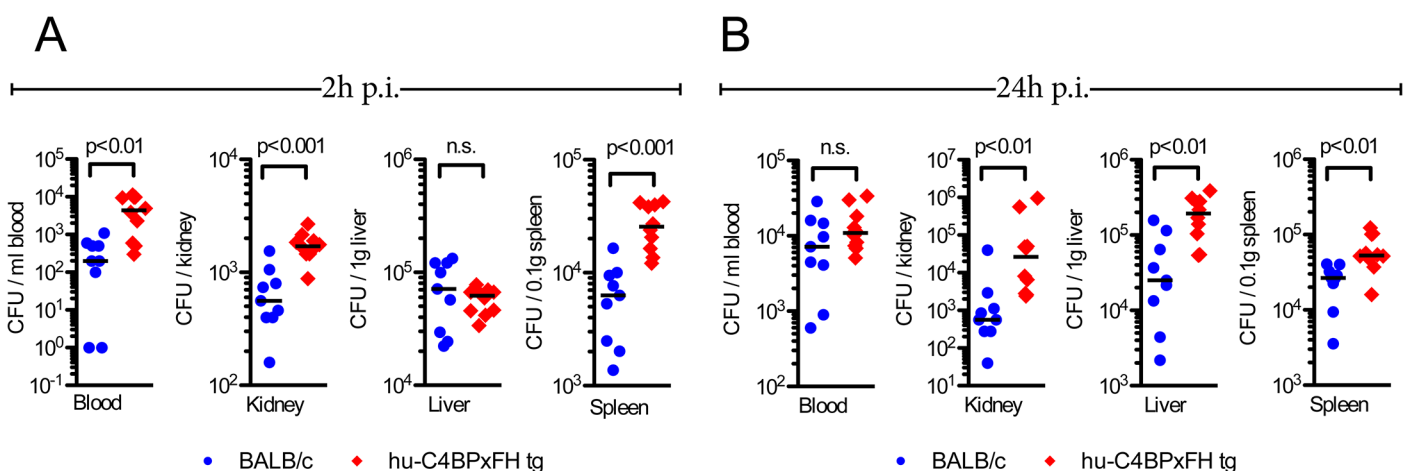 A
B
2h p.i.
24h p.i.
p<0.01
p<0.001
n.s.
p<0.001
n.s.
p<0.01
p<0.01
p<0.01
CFU / ml blood
10^5
10^4
10^3
10^2
10^1
10^0
10^-1
Blood
CFU / kidney
10^4
10^3
10^2
Kidney
CFU / 1g liver
10^6
10^5
10^4
Liver
CFU / 0.1g spleen
10^5
10^4
10^3
Spleen
CFU / ml blood
10^5
10^4
10^3
10^2
Blood
CFU / kidney
10^7
10^6
10^5
10^4
10^3
10^2
10^1
Kidney
CFU / 1g liver
10^6
10^5
10^4
10^3
Liver
CFU / 0.1g spleen
10^6
10^5
10^4
10^3
Spleen
BALB/c
hu-C4BPxFH tg
BALB/c
hu-C4BPxFH tg